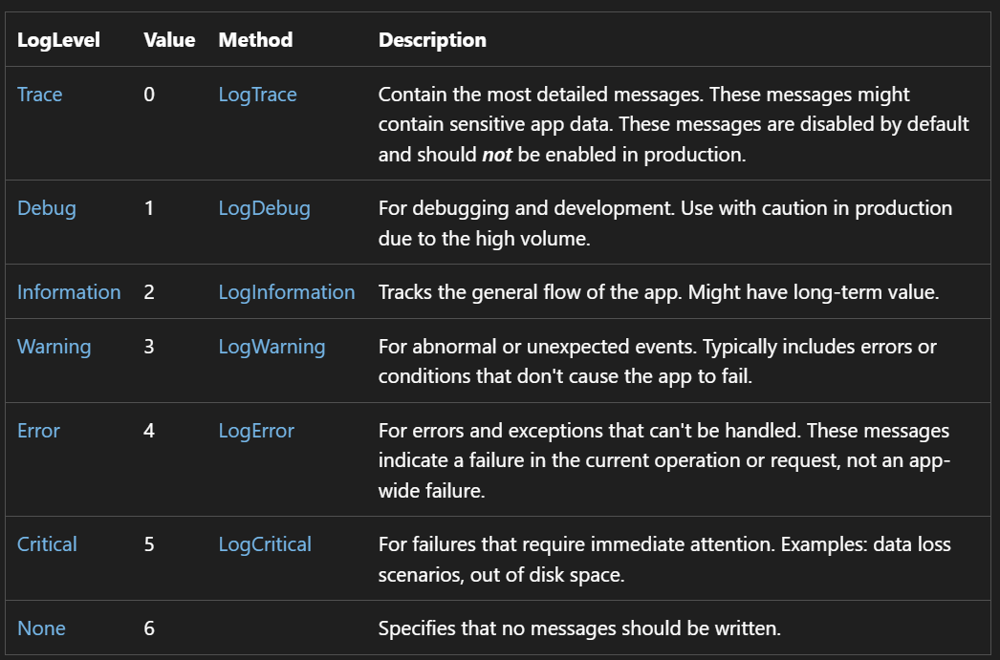 LogLevel Value Method Description
Trace 0 LogTrace Contain the most detailed messages. These messages might
contain sensitive app data. These messages are disabled by default
and should not be enabled in production.
Debug 1 LogDebug For debugging and development. Use with caution in production
due to the high volume.
Information 2 LogInformation Tracks the general flow of the app. Might have long-term value.
Warning 3 LogWarning For abnormal or unexpected events. Typically includes errors or
conditions that don't cause the app to fail.
Error 4 LogError For errors and exceptions that can't be handled. These messages
indicate a failure in the current operation or request, not an app-
wide failure.
Critical 5 LogCritical For failures that require immediate attention. Examples: data loss
scenarios, out of disk space.
None 6 Specifies that no messages should be written.